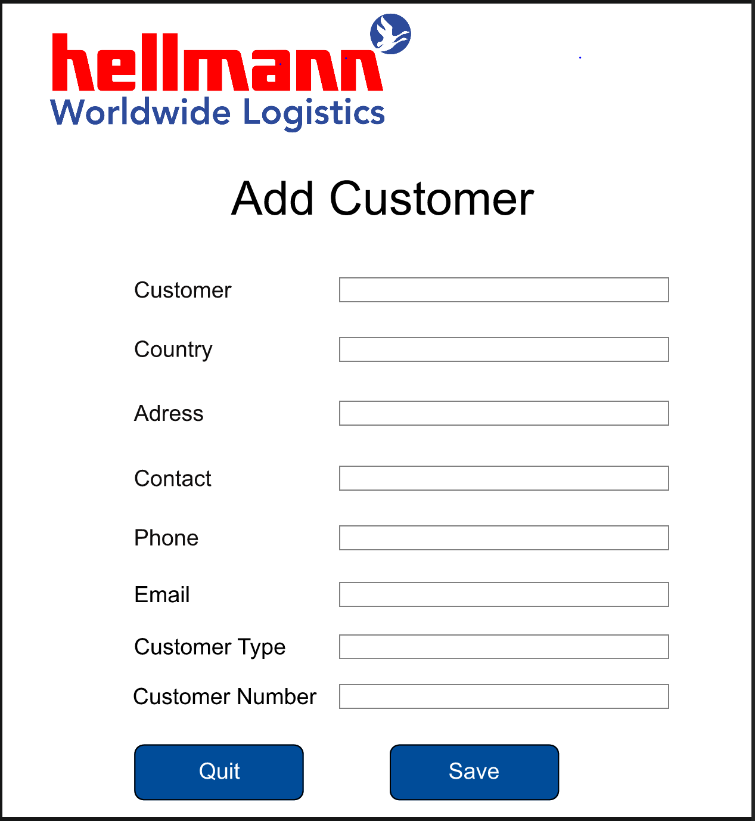 hellmann
Worldwide Logistics
Add Customer
Customer
Country
Adress
Contact
Phone
Email
Customer Type
Customer Number
Quit Save